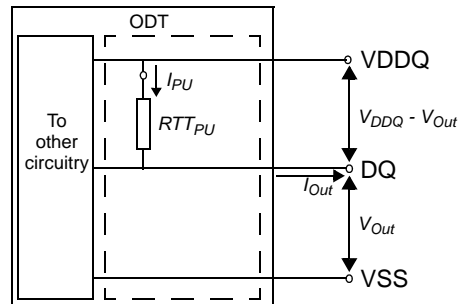 ODT
VDDQ
I_PU
To
other
circuitry
RTT_PU
V_DDQ - V_Out
DQ
I_Out
V_Out
VSS